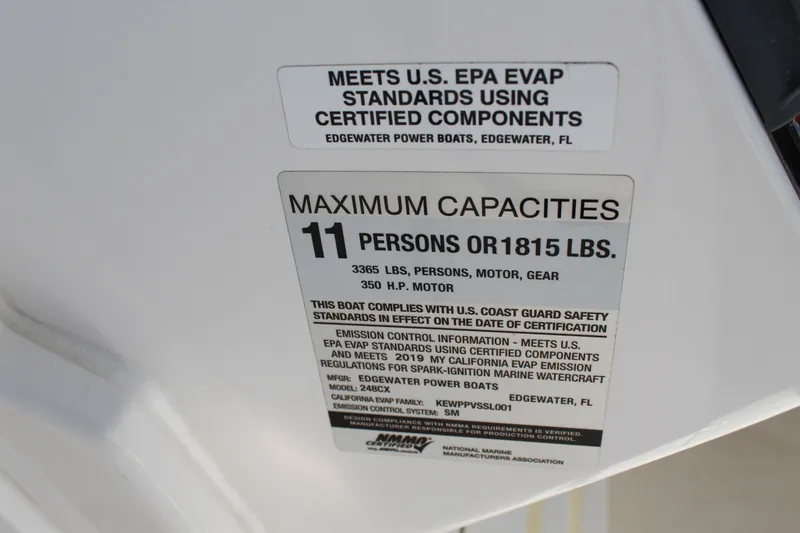 MEETS U.S. EPA EVAP
STANDARDS USING
CERTIFIED COMPONENTS
EDGEWATER POWER BOATS, EDGEWATER, FL
MAXIMUM CAPACITIES
11 PERSONS OR 1815 LBS.
3365 LBS, PERSONS, MOTOR, GEAR
350 H.P. MOTOR
THIS BOAT COMPLIES WITH U.S. COAST GUARD SAFETY
STANDARDS IN EFFECT ON THE DATE OF CERTIFICATION
EMISSION CONTROL INFORMATION - MEETS U.S.
EPA EVAP STANDARDS USING CERTIFIED COMPONENTS
AND MEETS 2019 MY CALIFORNIA EVAP EMISSION
REGULATIONS FOR SPARK-IGNITION MARINE WATERCRAFT
MFGR: EDGEWATER POWER BOATS
MODEL: 248CX EDGEWATER, FL
CALIFORNIA EVAP FAMILY: KEWPPVSSL001
EMISSION CONTROL SYSTEM: SM
DESIGN COMPLIANCE WITH NMMA REQUIREMENTS IS VERIFIED.
MANUFACTURER RESPONSIBLE FOR PRODUCTION CONTROL.
NMMA
CERTIFIED
NATIONAL MARINE
MANUFACTURERS ASSOCIATION